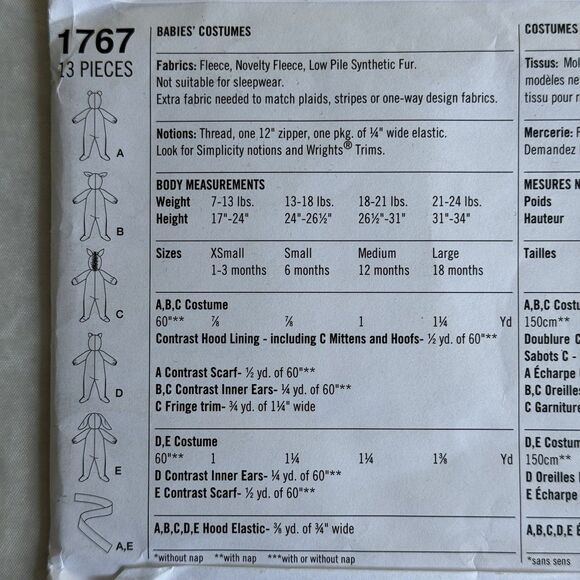 1767
13 PIECES
A
B
C
D
E
A,E
BABIES' COSTUMES
Fabrics: Fleece, Novelty Fleece, Low Pile Synthetic Fur.
Not suitable for sleepwear.
Extra fabric needed to match plaids, stripes or one-way design fabrics.
Notions: Thread, one 12" zipper, one pkg. of ¼" wide elastic.
Look for Simplicity notions and Wrights® Trims.
BODY MEASUREMENTS
Weight 7-13 lbs. 13-18 lbs. 18-21 lbs. 21-24 lbs.
Height 17"-24" 24"-26½" 26½"-31" 31"-34"
Sizes XSmall Small Medium Large
1-3 months 6 months 12 months 18 months
A,B,C Costume
60"** ⅞ ⅞ 1 1¼ Yd
Contrast Hood Lining - including C Mittens and Hoofs- ½ yd. of 60"**
A Contrast Scarf- ½ yd. of 60"**
B,C Contrast Inner Ears- ¼ yd. of 60"**
C Fringe trim- ¾ yd. of 1¼" wide
D,E Costume
60"** 1 1¼ 1¼ 1⅜ Yd
D Contrast Inner Ears- ¼ yd. of 60"**
E Contrast Scarf- ½ yd. of 60"**
A,B,C,D,E Hood Elastic- ⅜ yd. of ¾" wide
*without nap **with nap ***with or without nap
COSTUMES
Tissus:
modèles ne
tissu pour
Mercerie:
Demandez
MESURES
Poids
Hauteur
Tailles
A,B,C
150cm**
Doublure
Sabots C -
A Écharpe
B,C
C
D,E
150cm**
D
E Écharpe
A,B,C,D,E
*sans sens